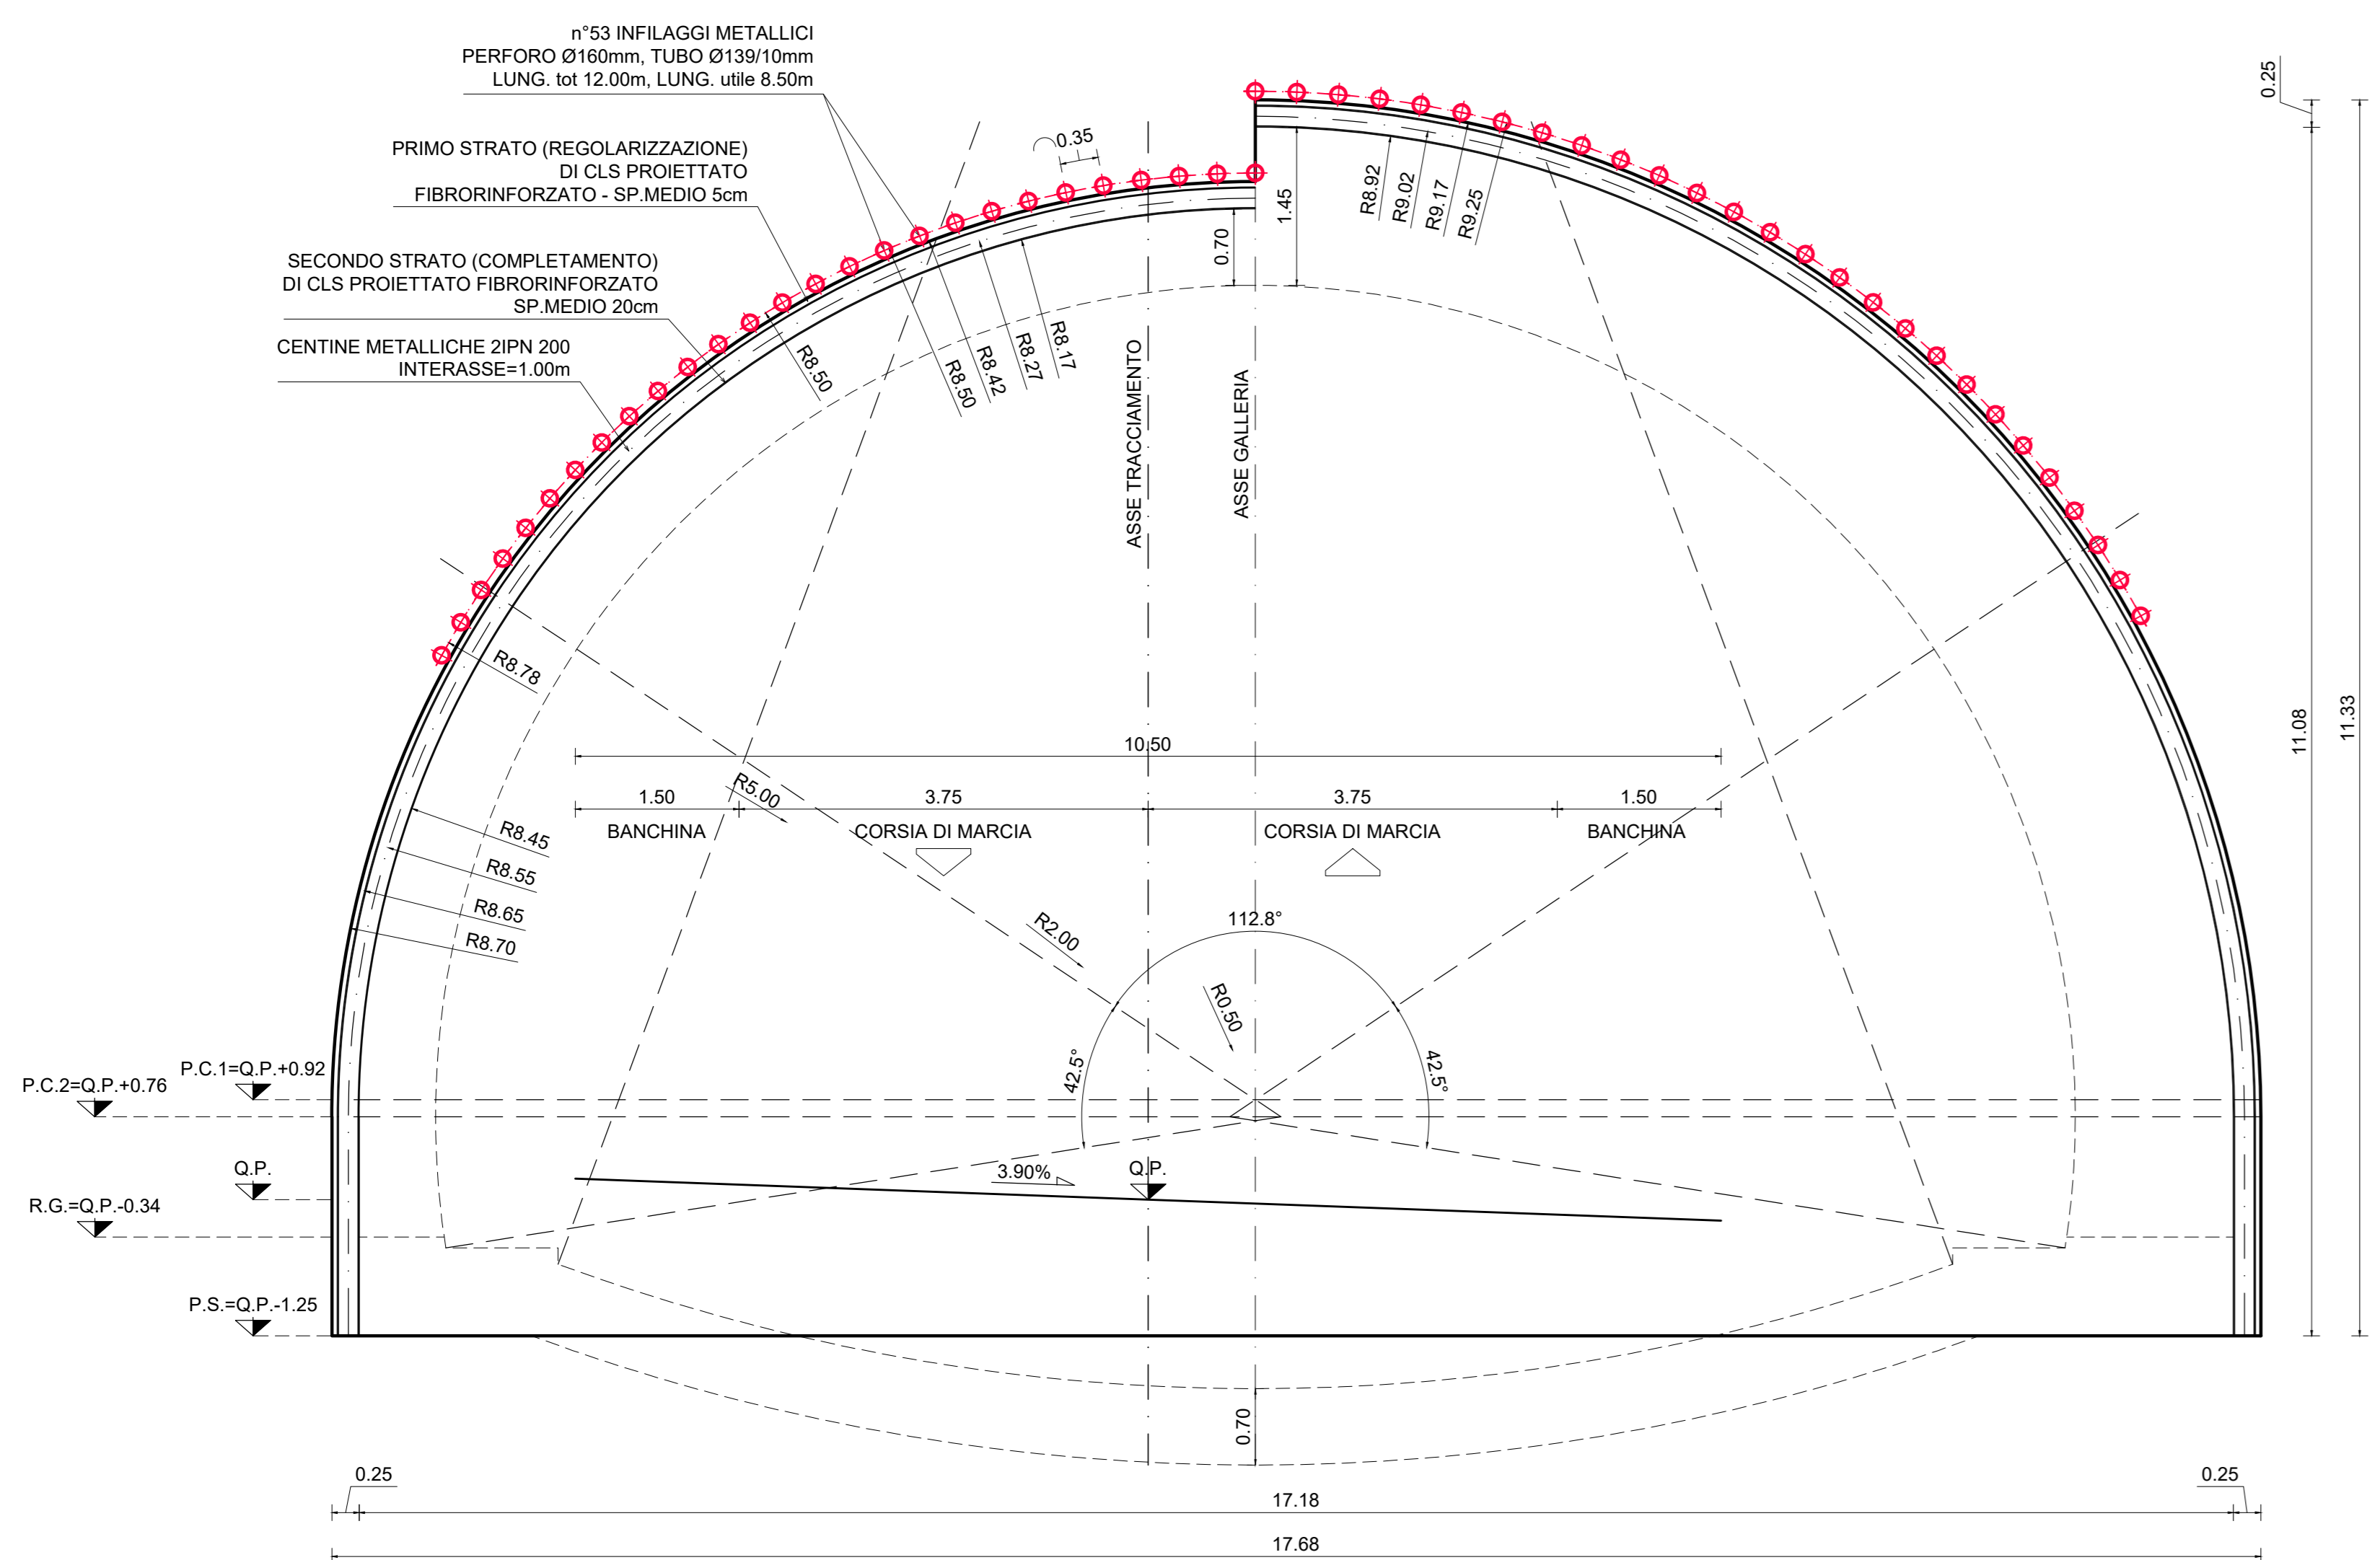 n°53 INFILAGGI METALLICI
PERFORO Ø160mm, TUBO Ø139/10mm
LUNG. tot 12.00m, LUNG. utile 8.50m
PRIMO STRATO (REGOLARIZZAZIONE)
DI CLS PROIETTATO
FIBRORINFORZATO - SP.MEDIO 5cm
SECONDO STRATO (COMPLETAMENTO)
DI CLS PROIETTATO FIBRORINFORZATO
SP.MEDIO 20cm
CENTINE METALLICHE 2IPN 200
INTERASSE=1.00m
0.35
0.25
1.45
0.70
R8.92
R9.02
R9.17
R9.25
R8.50
R8.50
R8.42
R8.27
R8.17
ASSE TRACCIAMENTO
ASSE GALLERIA
R8.78
11.08
11.33
10.50
R5.00
1.50
3.75
3.75
1.50
BANCHINA
CORSIA DI MARCIA
CORSIA DI MARCIA
BANCHINA
R8.45
R8.55
R8.65
R8.70
R2.00
112.8°
R0.50
42.5°
42.5°
P.C.1=Q.P.+0.92
P.C.2=Q.P.+0.76
Q.P.
3.90%
Q.P.
R.G.=Q.P.-0.34
P.S.=Q.P.-1.25
0.70
0.25
0.25
17.18
17.68